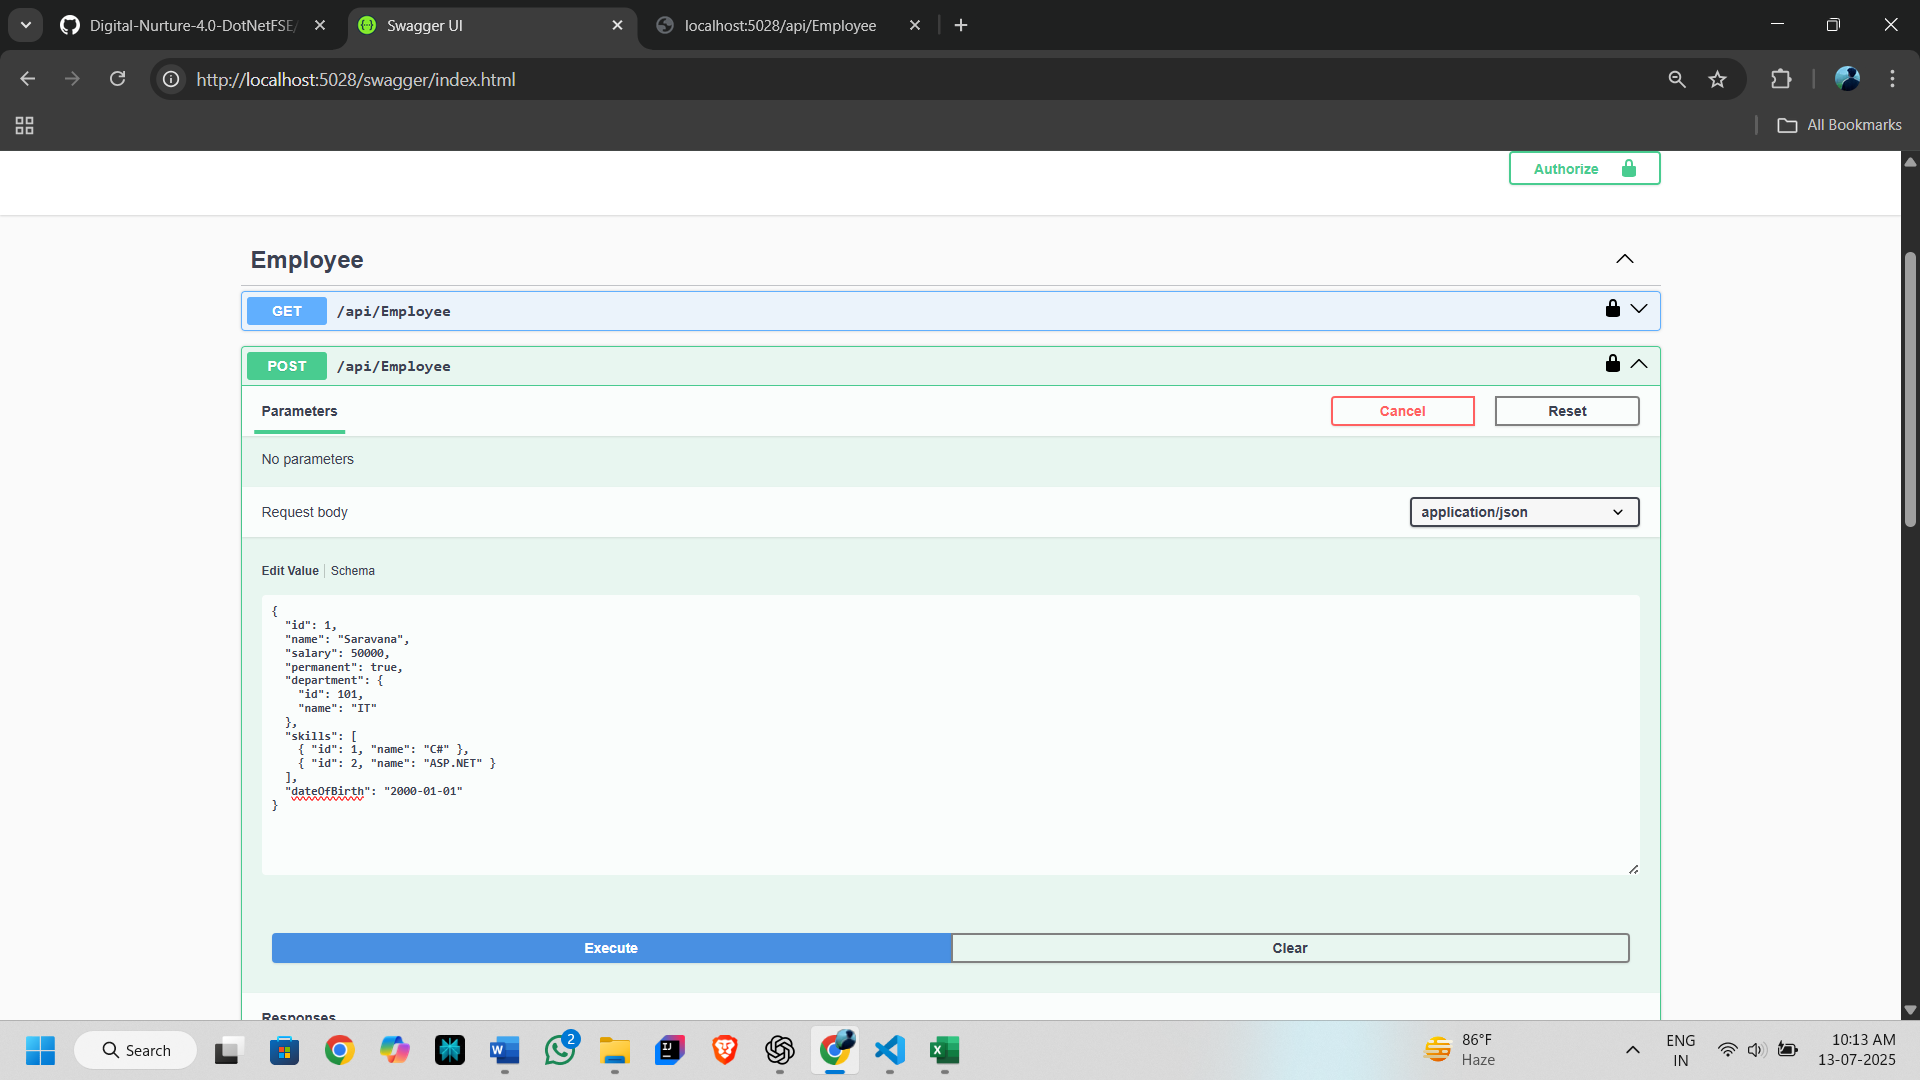 Digital-Nurture-4.0-DotNetFSE/
Swagger UI
localhost:5028/api/Employee
http://localhost:5028/swagger/index.html
All Bookmarks
Authorize
Employee
GET /api/Employee
POST /api/Employee
Parameters
Cancel
Reset
No parameters
Request body
application/json
Edit Value
Schema
{
"id": 1,
"name": "Saravana",
"salary": 50000,
"permanent": true,
"department": {
"id": 101,
"name": "IT"
},
"skills": [
{ "id": 1, "name": "C#" },
{ "id": 2, "name": "ASP.NET" }
],
"dateOfBirth": "2000-01-01"
}
Execute
Clear
Responses
Search
2
86°F
Haze
ENG
IN
10:13 AM
13-07-2025